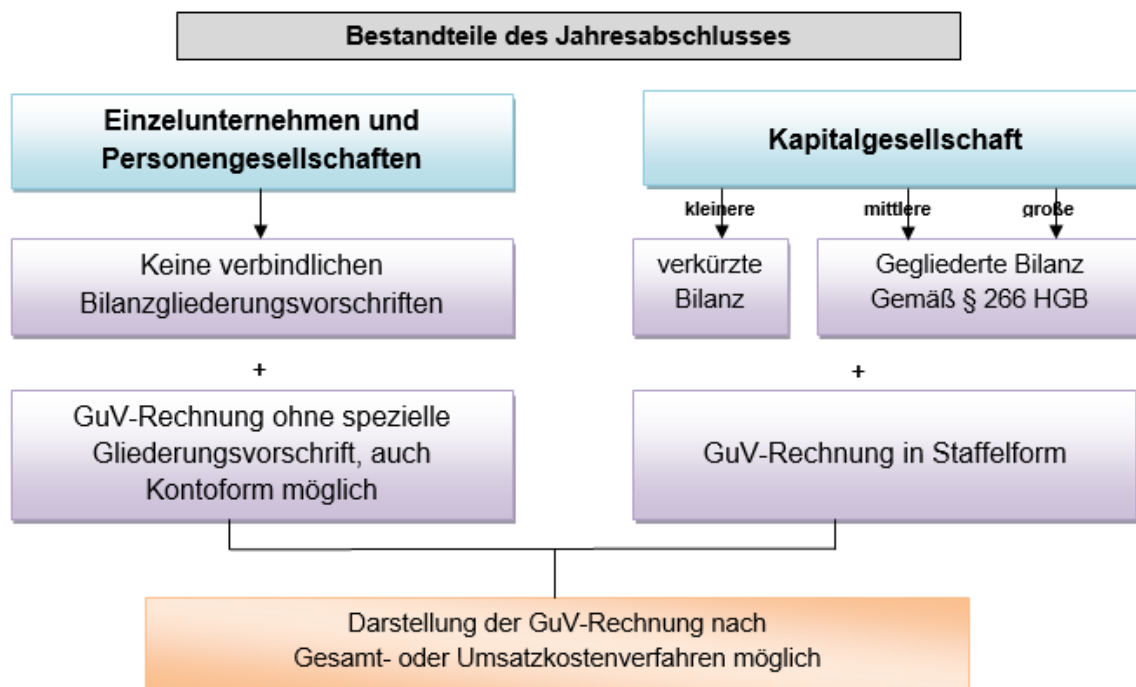 Bestandteile des Jahresabschlusses
Einzelunternehmen und
Personengesellschaften
Kapitalgesellschaft
kleinere
mittlere
große
Keine verbindlichen
Bilanzgliederungsvorschriften
verkürzte
Bilanz
Gegliederte Bilanz
Gemäß § 266 HGB
+
+
GuV-Rechnung ohne spezielle
Gliederungsvorschrift, auch
Kontoform möglich
GuV-Rechnung in Staffelform
Darstellung der GuV-Rechnung nach
Gesamt- oder Umsatzkostenverfahren möglich